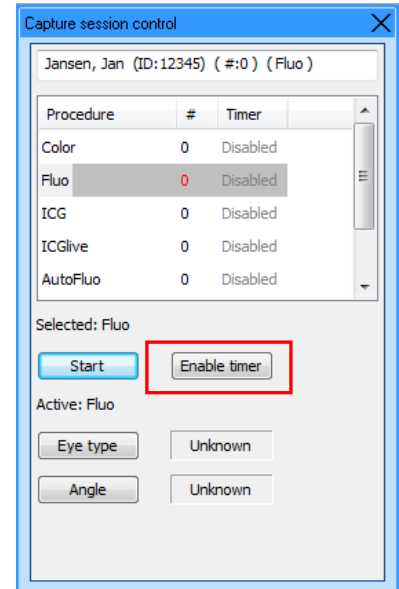 Capture session control
Jansen, Jan (ID:12345) ( #:0 ) ( Fluo )
Procedure # Timer
Color 0 Disabled
Fluo 0 Disabled
ICG 0 Disabled
ICGlive 0 Disabled
AutoFluo 0 Disabled
Selected: Fluo
Start Enable timer
Active: Fluo
Eye type Unknown
Angle Unknown